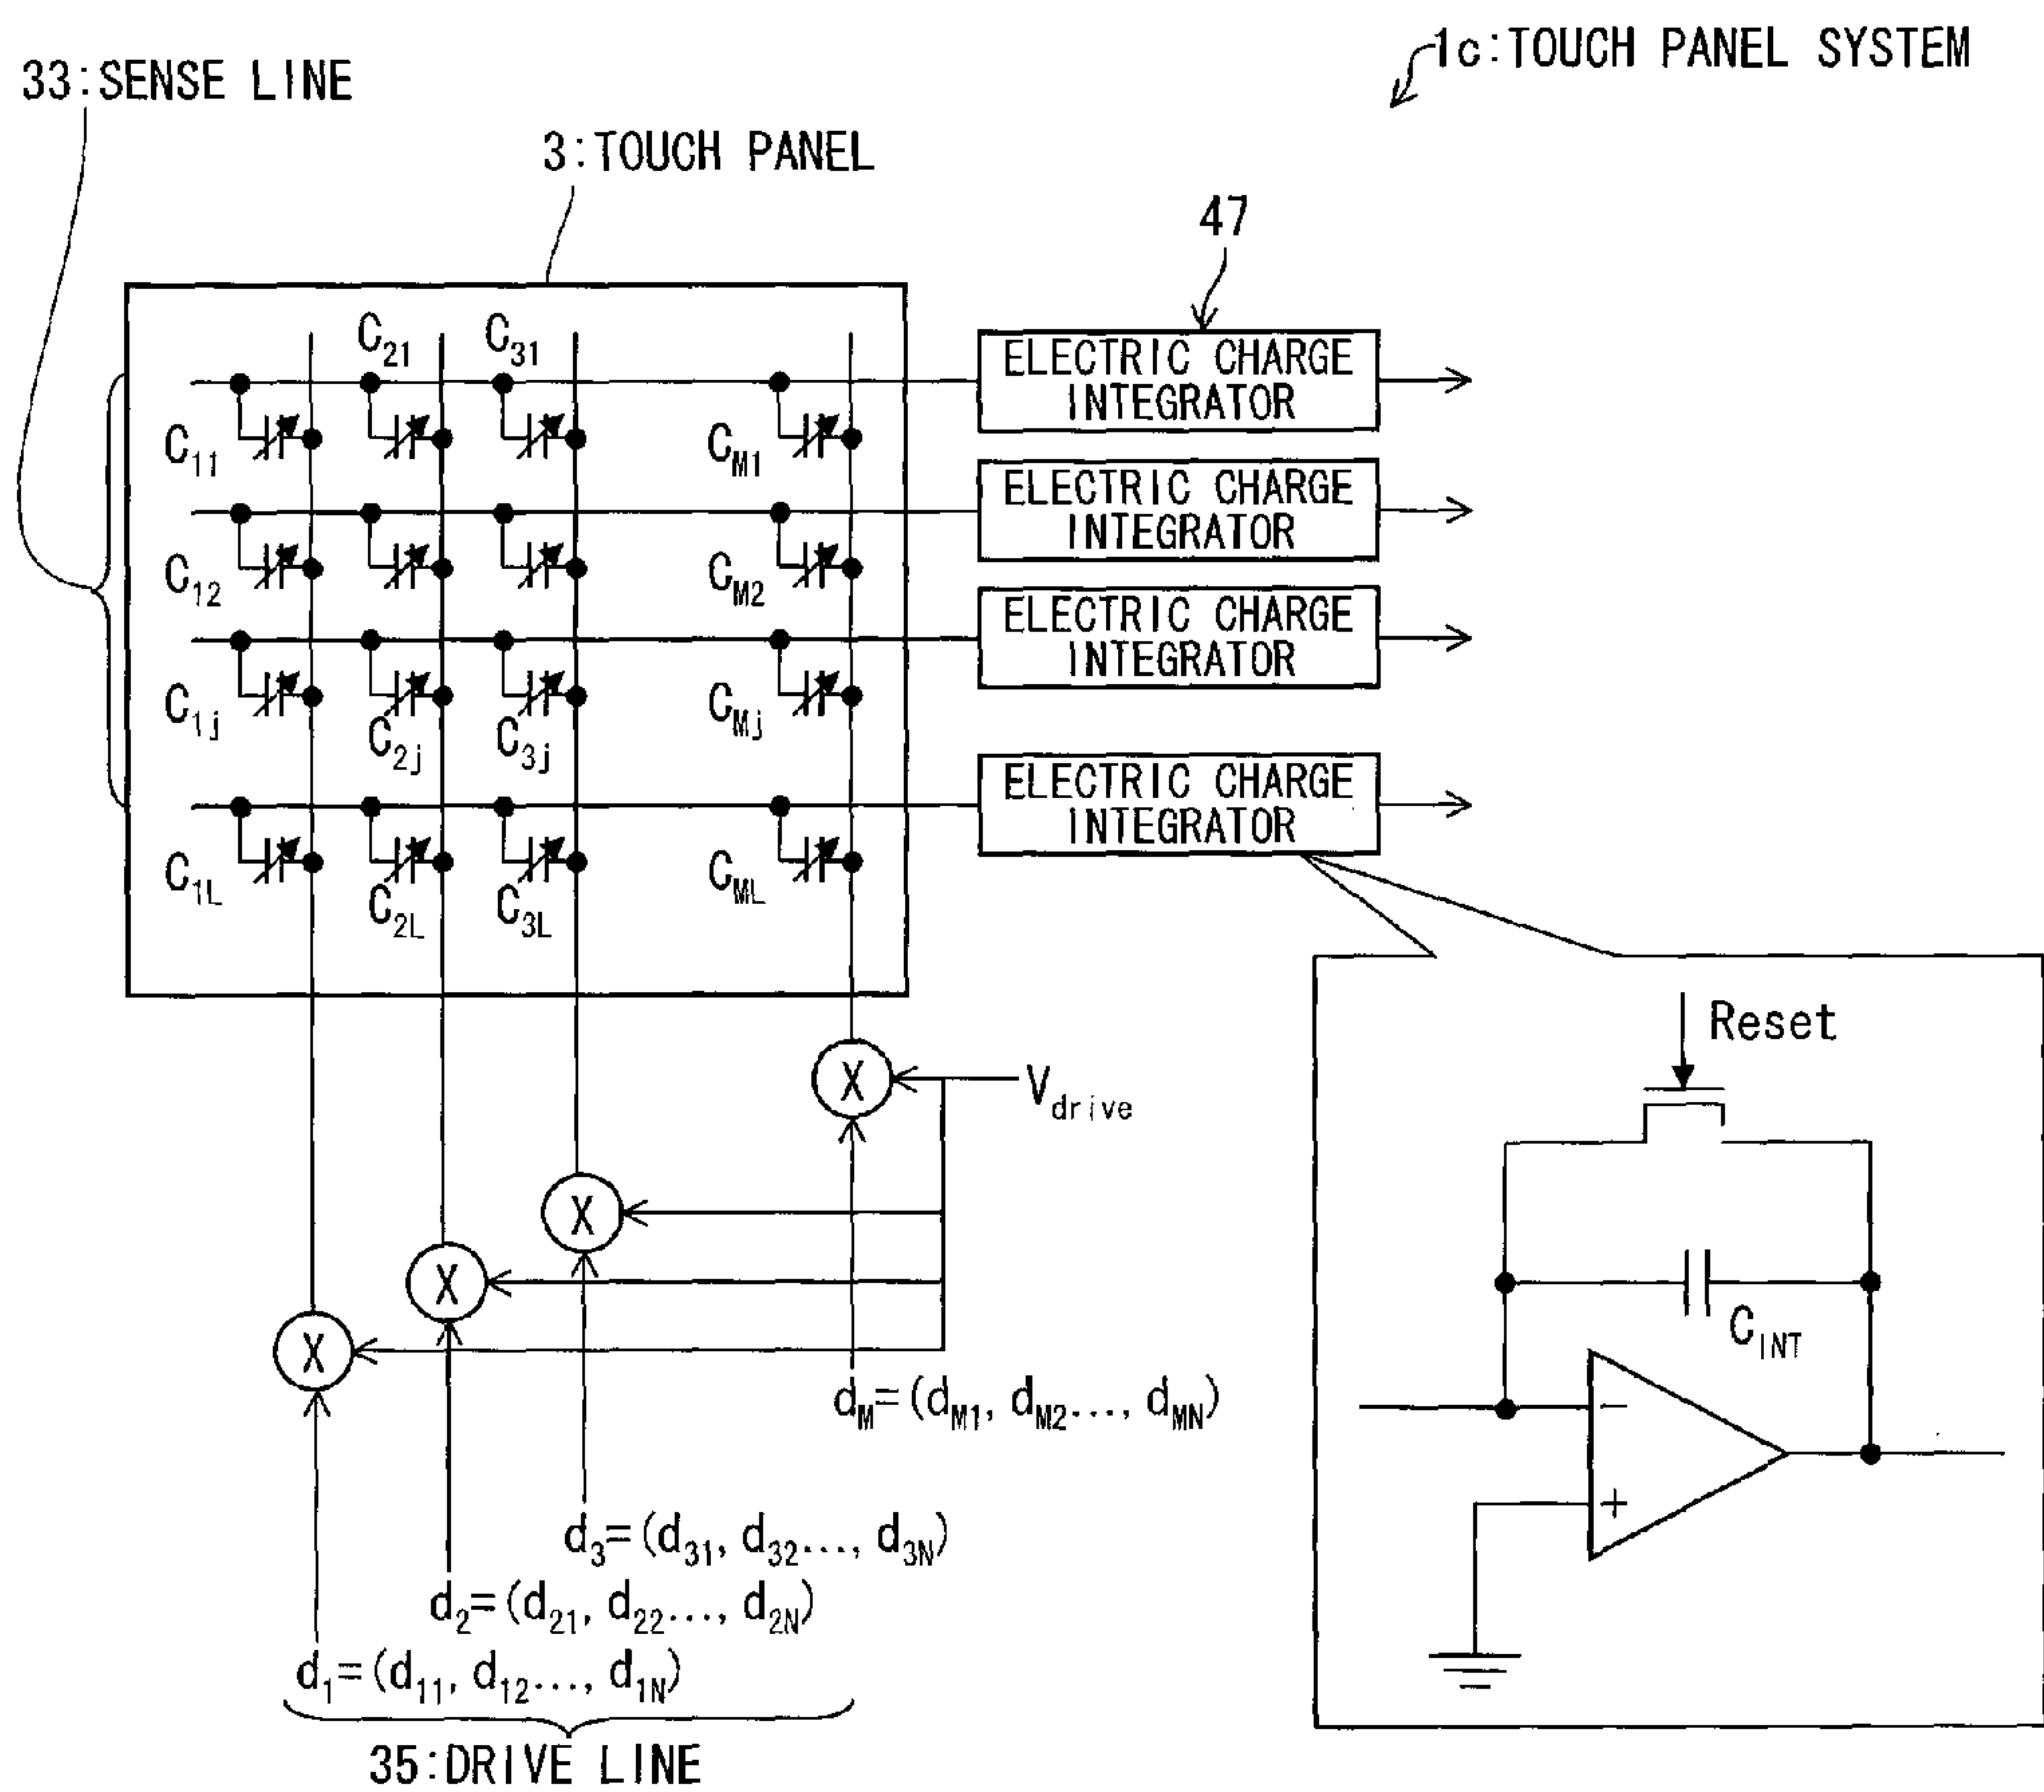 1c:TOUCH PANEL SYSTEM
33:SENSE LINE
3:TOUCH PANEL
47
C21 C31
ELECTRIC CHARGE
INTEGRATOR
C11 CM1
ELECTRIC CHARGE
INTEGRATOR
C12 CM2
ELECTRIC CHARGE
INTEGRATOR
C1j CMj
C2j C3j
ELECTRIC CHARGE
INTEGRATOR
C1L CML
C2L C3L
Reset
X Vdrive
X
X
X
CINT
−
+
dM=(dM1, dM2..., dMN)
d3=(d31, d32..., d3N)
d2=(d21, d22..., d2N)
d1=(d11, d12..., d1N)
35:DRIVE LINE